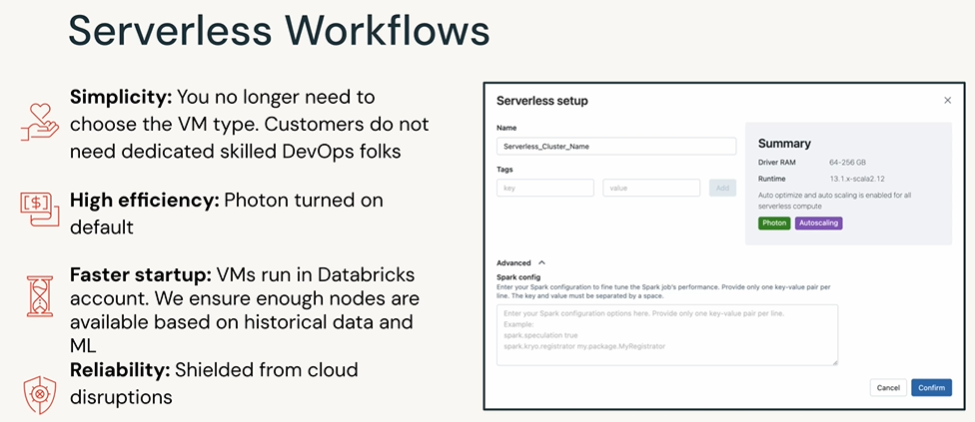 Serverless Workflows
Simplicity: You no longer need to
choose the VM type. Customers do not
need dedicated skilled DevOps folks
[$]
High efficiency: Photon turned on
default
Faster startup: VMs run in Databricks
account. We ensure enough nodes are
available based on historical data and
ML
Reliability: Shielded from cloud
disruptions
Serverless setup
Name
Serverless_Cluster_Name
Tags
key
value
Add
Summary
Driver RAM 64-256 GB
Runtime 13.1.x-scala2.12
Auto optimize and auto scaling is enabled for all
serverless compute
Photon
Autoscaling
Advanced
Spark config
Enter your Spark configuration to fine tune the Spark job's performance. Provide only one key-value pair per
line. The key and value must be separated by a space.
Enter your Spark configuration options here. Provide only one key-value pair per line.
Example:
spark.speculation true
spark.kryo.registrator my.package.MyRegistrator
Cancel
Confirm